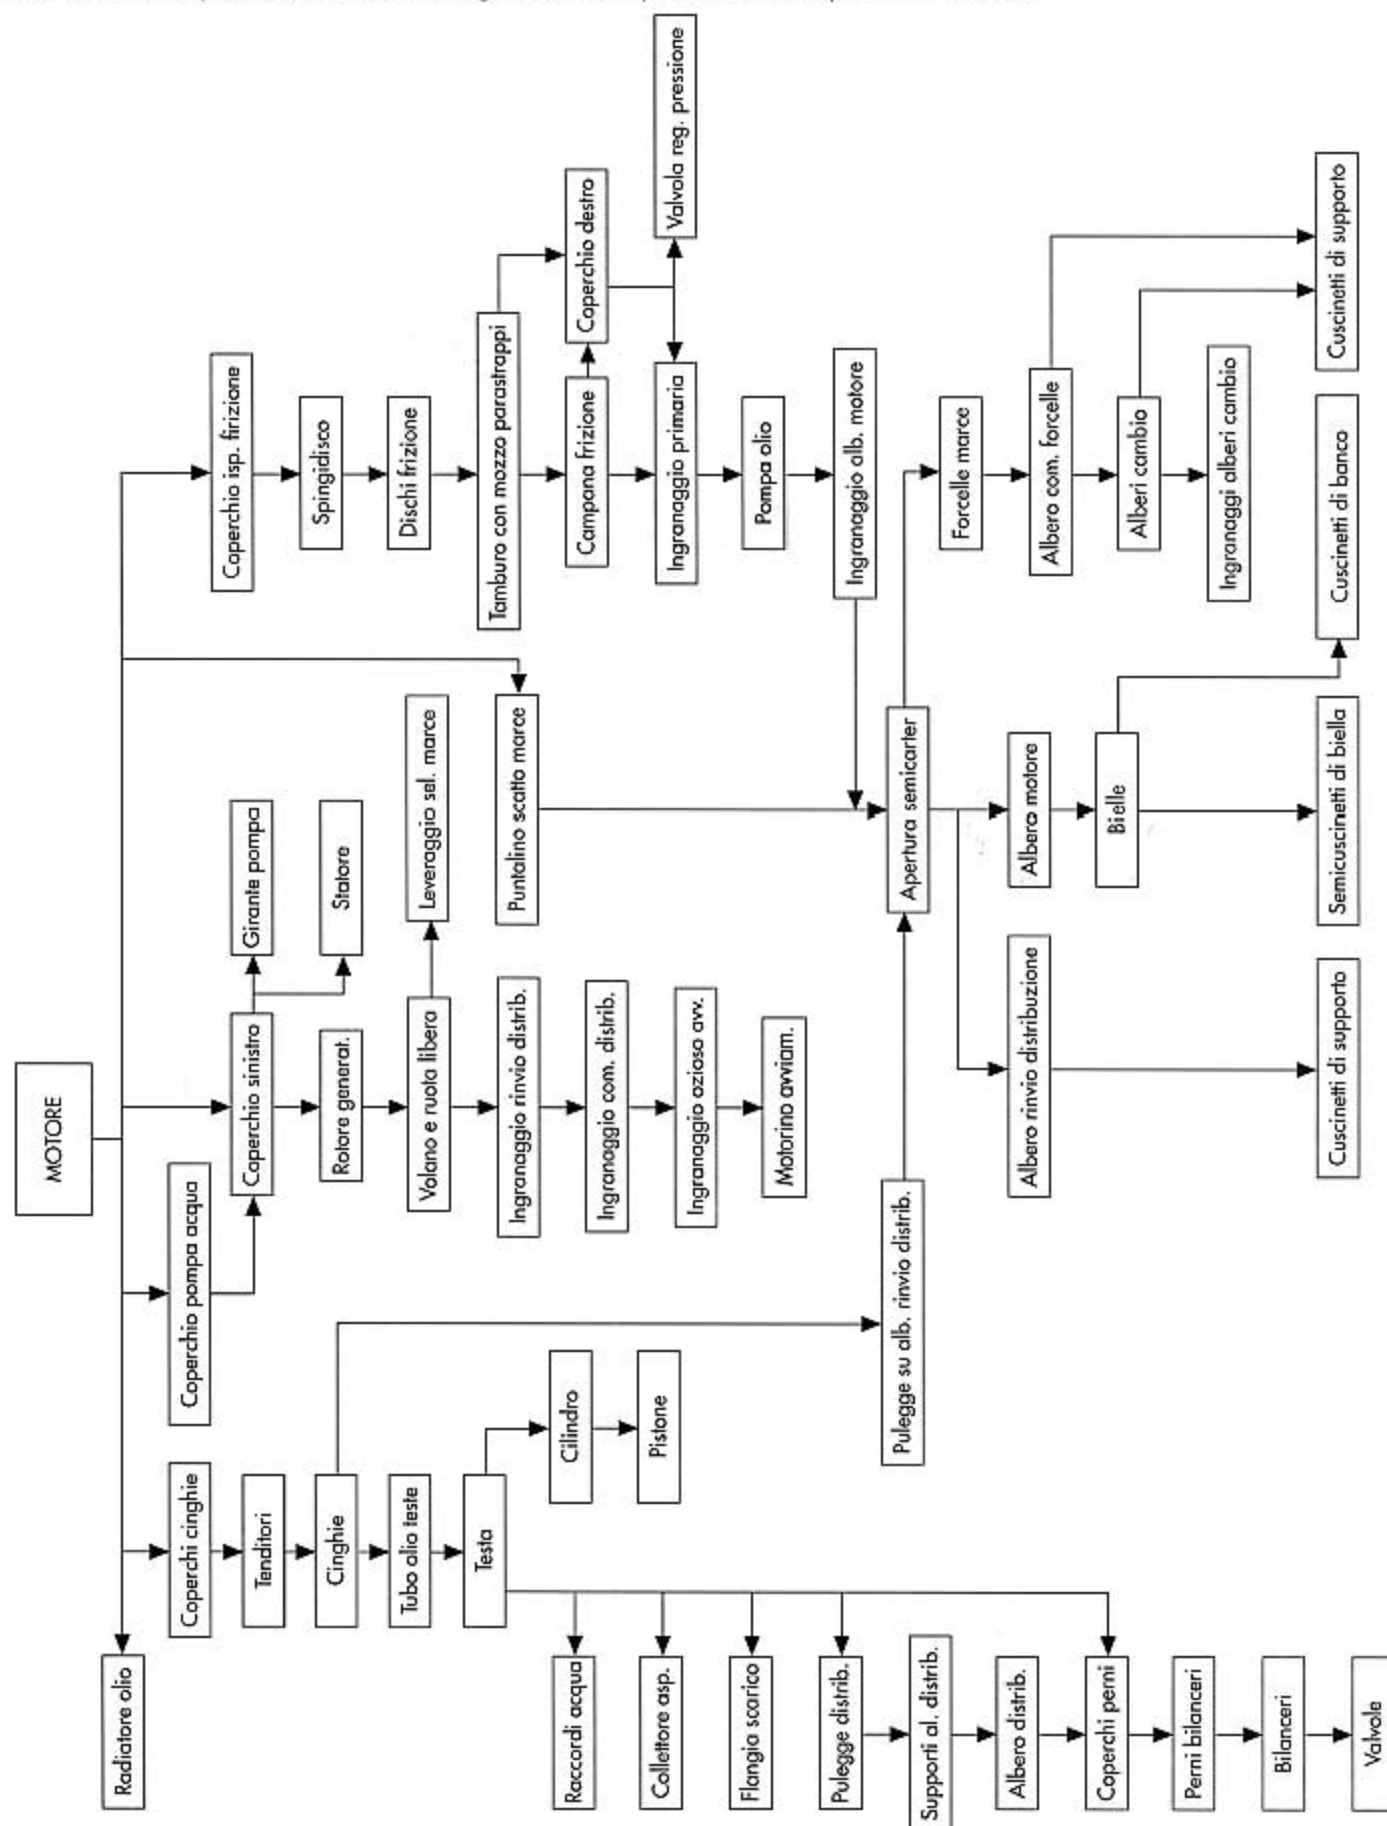 MOTORE
Radiatore olio
Coperchi cinghie
Tenditori
Cinghie
Tubo olio teste
Testa
Cilindro
Pistone
Raccordi acqua
Collettore asp.
Flangia scarico
Pulegge distrib.
Supporti al. distrib.
Albero distrib.
Coperchi perni
Perni bilanceri
Bilanceri
Valvole
Pulegge su alb. rinvio distrib.
Coperchio pompa acqua
Coperchio sinistro
Girante pompa
Statore
Rotore generat.
Volano e ruota libera
Leveraggio sel. marce
Ingranaggio rinvio distrib.
Ingranaggio com. distrib.
Ingranaggio ozioso avv.
Motorino avviam.
Puntalino scatto marce
Coperchio isp. firizione
Spingidisco
Dischi frizione
Tamburo con mozzo parastrappi
Campana frizione
Coperchio destro
Valvola reg. pressione
Ingranaggio primaria
Pompa olio
Ingranaggio alb. motore
Apertura semicarter
Forcelle marce
Albero com. forcelle
Alberi cambio
Ingranaggi alberi cambio
Cuscinetti di supporto
Albero motore
Bielle
Cuscinetti di banco
Semicuscinetti di biella
Albero rinvio distribuzione
Cuscinetti di supporto